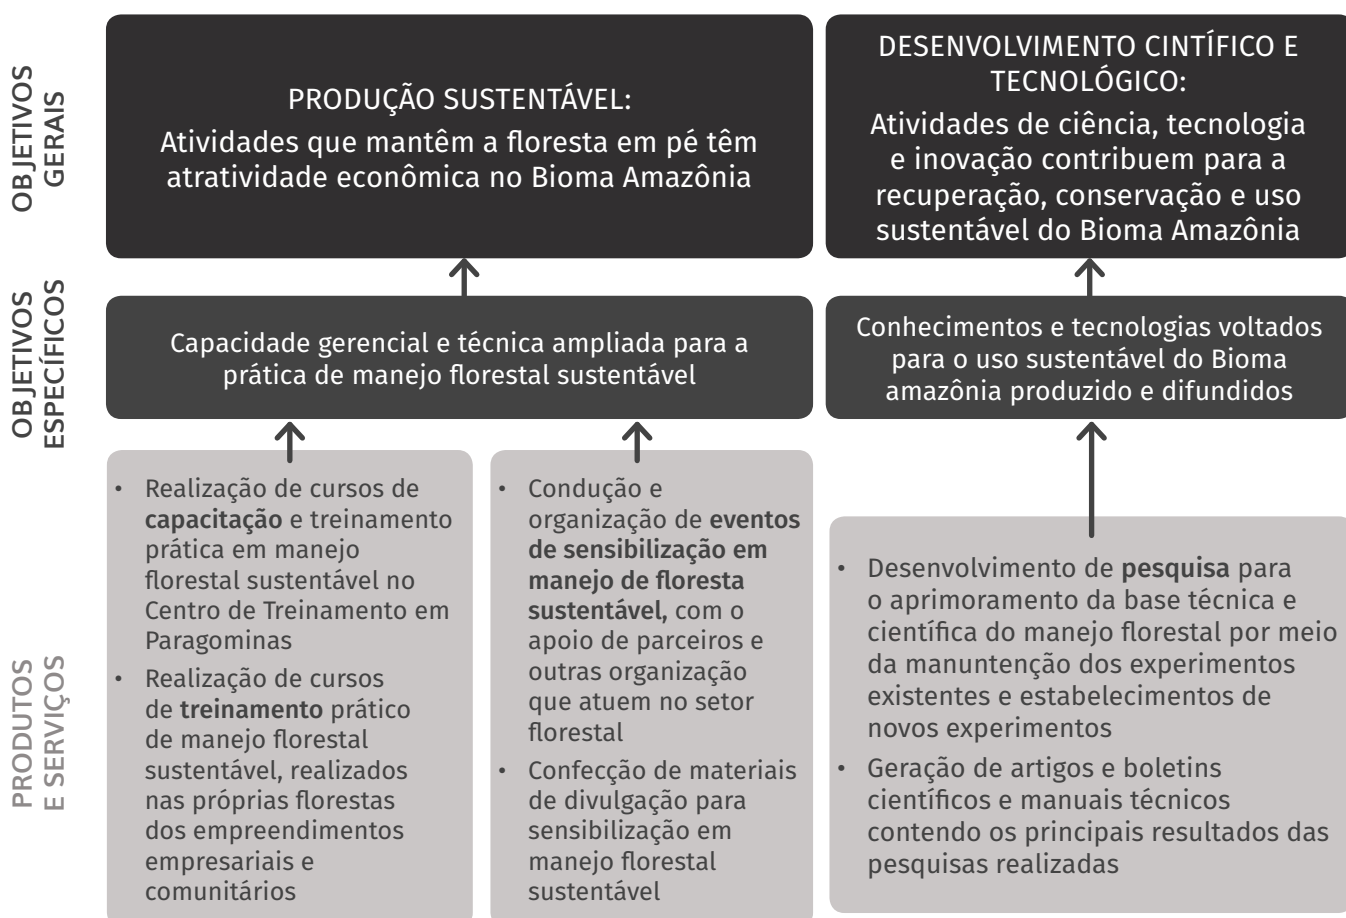 OBJETIVOS
GERAIS
PRODUÇÃO SUSTENTÁVEL:
Atividades que mantêm a floresta em pé têm
atratividade econômica no Bioma Amazônia
DESENVOLVIMENTO CINTÍFICO E
TECNOLÓGICO:
Atividades de ciência, tecnologia
e inovação contribuem para a
recuperação, conservação e uso
sustentável do Bioma Amazônia
OBJETIVOS
ESPECÍFICOS
Capacidade gerencial e técnica ampliada para a
prática de manejo florestal sustentável
Conhecimentos e tecnologias voltados
para o uso sustentável do Bioma
amazônia produzido e difundidos
PRODUTOS
E SERVIÇOS
• Realização de cursos de
capacitação e treinamento
prática em manejo
florestal sustentável no
Centro de Treinamento em
Paragominas
• Realização de cursos
de treinamento prático
de manejo florestal
sustentável, realizados
nas próprias florestas
dos empreendimentos
empresariais e
comunitários
• Condução e
organização de eventos
de sensibilização em
manejo de floresta
sustentável, com o
apoio de parceiros e
outras organização
que atuem no setor
florestal
• Confecção de materiais
de divulgação para
sensibilização em
manejo florestal
sustentável
• Desenvolvimento de pesquisa para
o aprimoramento da base técnica e
científica do manejo florestal por meio
da manuntenção dos experimentos
existentes e estabelecimentos de
novos experimentos
• Geração de artigos e boletins
científicos e manuais técnicos
contendo os principais resultados das
pesquisas realizadas